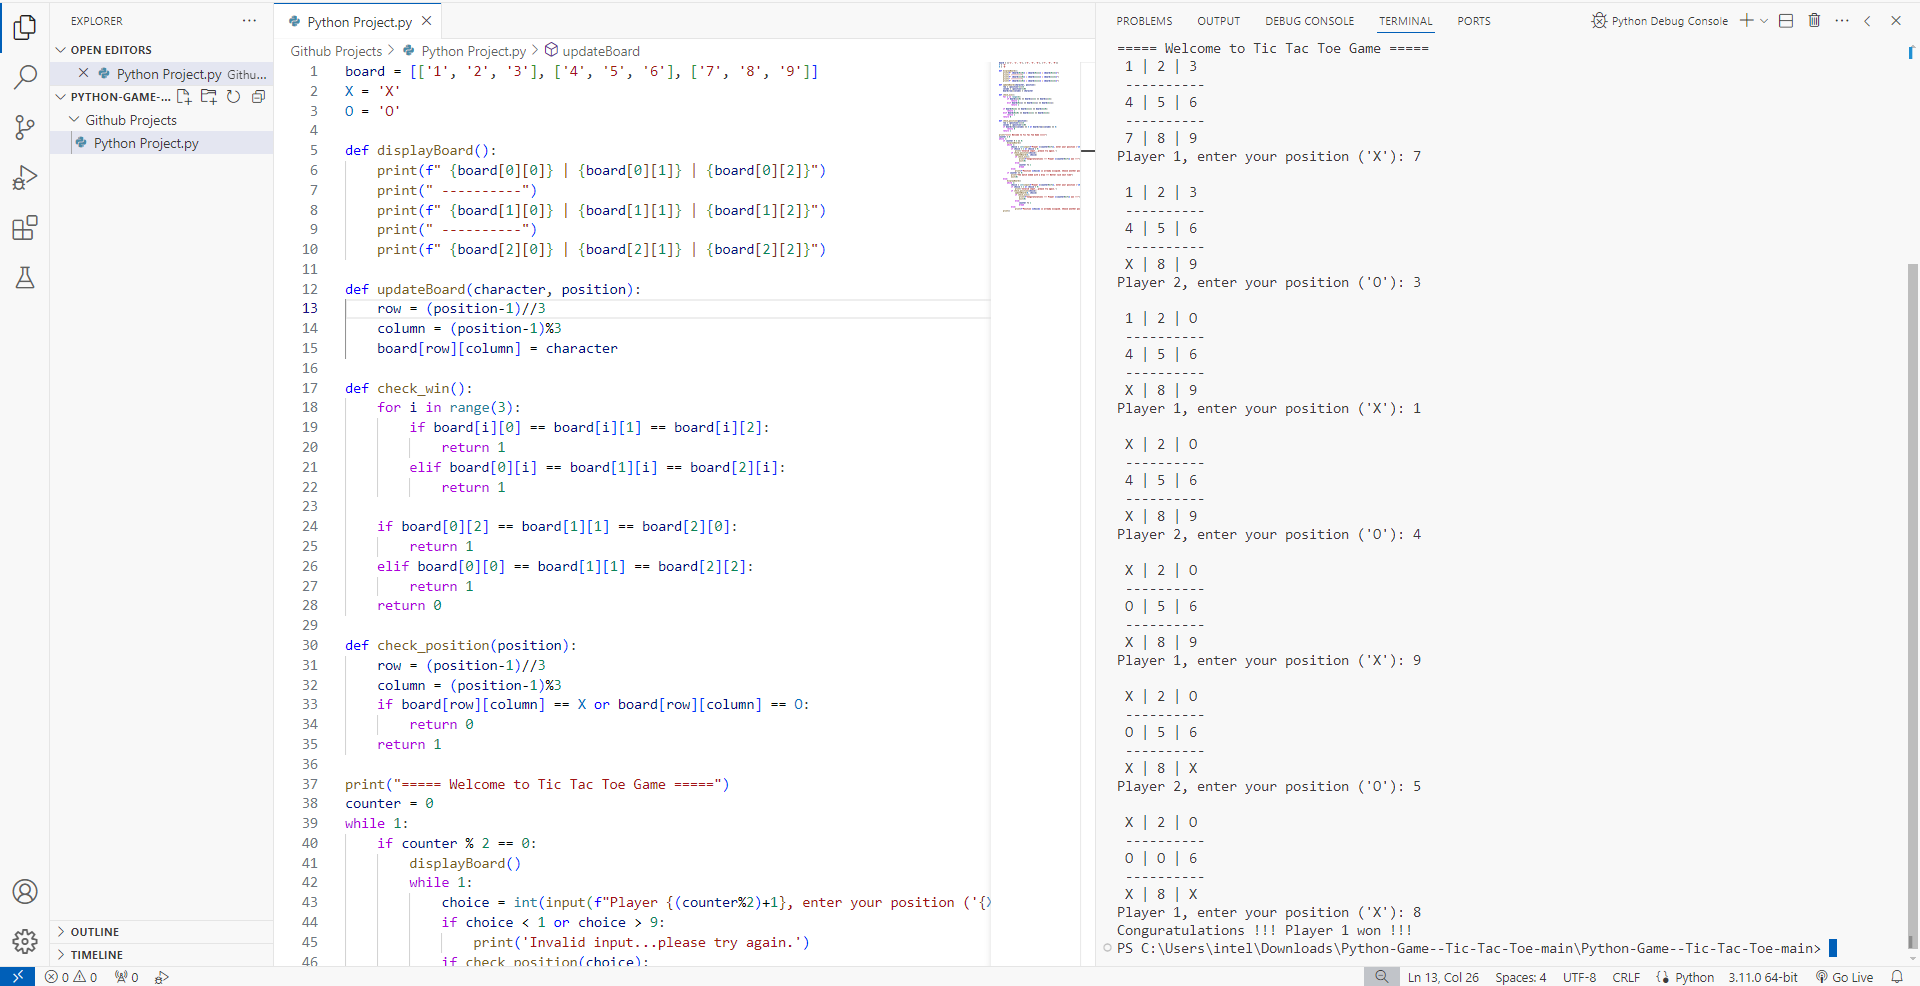 EXPLORER
OPEN EDITORS
Python Project.py Githu...
PYTHON-GAME-...
Github Projects
Python Project.py
OUTLINE
TIMELINE
Python Project.py
Github Projects > Python Project.py > updateBoard
1 board = [['1', '2', '3'], ['4', '5', '6'], ['7', '8', '9']]
2 X = 'X'
3 O = 'O'
4
5 def displayBoard():
6 print(f" {board[0][0]} | {board[0][1]} | {board[0][2]}")
7 print(" ----------")
8 print(f" {board[1][0]} | {board[1][1]} | {board[1][2]}")
9 print(" ----------")
10 print(f" {board[2][0]} | {board[2][1]} | {board[2][2]}")
11
12 def updateBoard(character, position):
13 row = (position-1)//3
14 column = (position-1)%3
15 board[row][column] = character
16
17 def check_win():
18 for i in range(3):
19 if board[i][0] == board[i][1] == board[i][2]:
20 return 1
21 elif board[0][i] == board[1][i] == board[2][i]:
22 return 1
23
24 if board[0][2] == board[1][1] == board[2][0]:
25 return 1
26 elif board[0][0] == board[1][1] == board[2][2]:
27 return 1
28 return 0
29
30 def check_position(position):
31 row = (position-1)//3
32 column = (position-1)%3
33 if board[row][column] == X or board[row][column] == O:
34 return 0
35 return 1
36
37 print("===== Welcome to Tic Tac Toe Game =====")
38 counter = 0
39 while 1:
40 if counter % 2 == 0:
41 displayBoard()
42 while 1:
43 choice = int(input(f"Player {(counter%2)+1}, enter your position ('{X
44 if choice < 1 or choice > 9:
45 print('Invalid input...please try again.')
46 if check_position(choice):
PROBLEMS OUTPUT DEBUG CONSOLE TERMINAL PORTS Python Debug Console
===== Welcome to Tic Tac Toe Game =====
1 | 2 | 3
----------
4 | 5 | 6
----------
7 | 8 | 9
Player 1, enter your position ('X'): 7
1 | 2 | 3
----------
4 | 5 | 6
----------
X | 8 | 9
Player 2, enter your position ('O'): 3
1 | 2 | O
----------
4 | 5 | 6
----------
X | 8 | 9
Player 1, enter your position ('X'): 1
X | 2 | O
----------
4 | 5 | 6
----------
X | 8 | 9
Player 2, enter your position ('O'): 4
X | 2 | O
----------
O | 5 | 6
----------
X | 8 | 9
Player 1, enter your position ('X'): 9
X | 2 | O
----------
O | 5 | 6
----------
X | 8 | X
Player 2, enter your position ('O'): 5
X | 2 | O
----------
O | O | 6
----------
X | 8 | X
Player 1, enter your position ('X'): 8
Congratulations !!! Player 1 won !!!
PS C:\Users\intel\Downloads\Python-Game--Tic-Tac-Toe-main\Python-Game--Tic-Tac-Toe-main>
0 0 0 Ln 13, Col 26 Spaces: 4 UTF-8 CRLF Python 3.11.0 64-bit Go Live